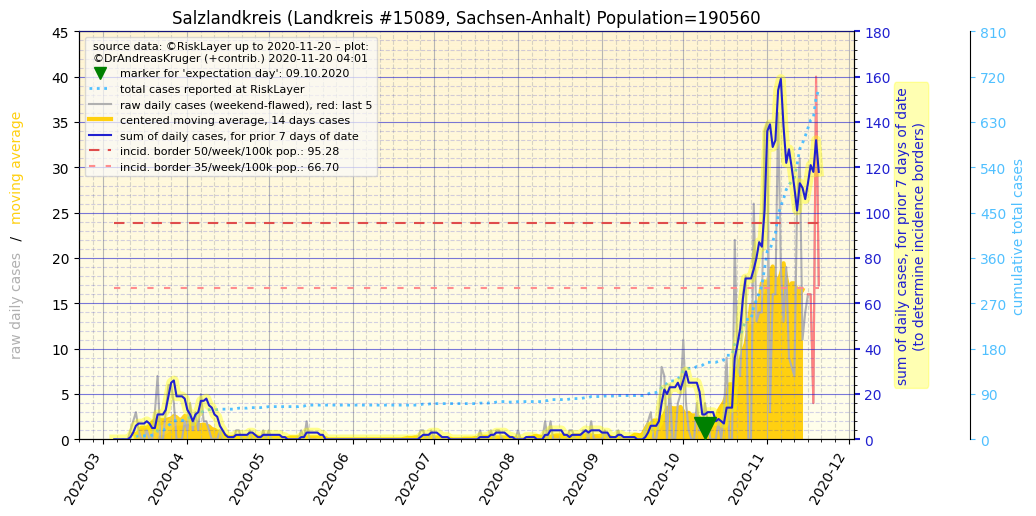 Salzlandkreis (Landkreis #15089, Sachsen-Anhalt) Population=190560
source data: ©RiskLayer up to 2020-11-20 – plot:
©DrAndreasKruger (+contrib.) 2020-11-20 04:01
marker for 'expectation day': 09.10.2020
total cases reported at RiskLayer
raw daily cases (weekend-flawed), red: last 5
centered moving average, 14 days cases
sum of daily cases, for prior 7 days of date
incid. border 50/week/100k pop.: 95.28
incid. border 35/week/100k pop.: 66.70
raw daily cases / moving average
45
40
35
30
25
20
15
10
5
0
2020-03
2020-04
2020-05
2020-06
2020-07
2020-08
2020-09
2020-10
2020-11
2020-12
180
160
140
120
100
80
60
40
20
0
sum of daily cases, for prior 7 days of date
(to determine incidence borders)
810
720
630
540
450
360
270
180
90
0
cumulative total cases